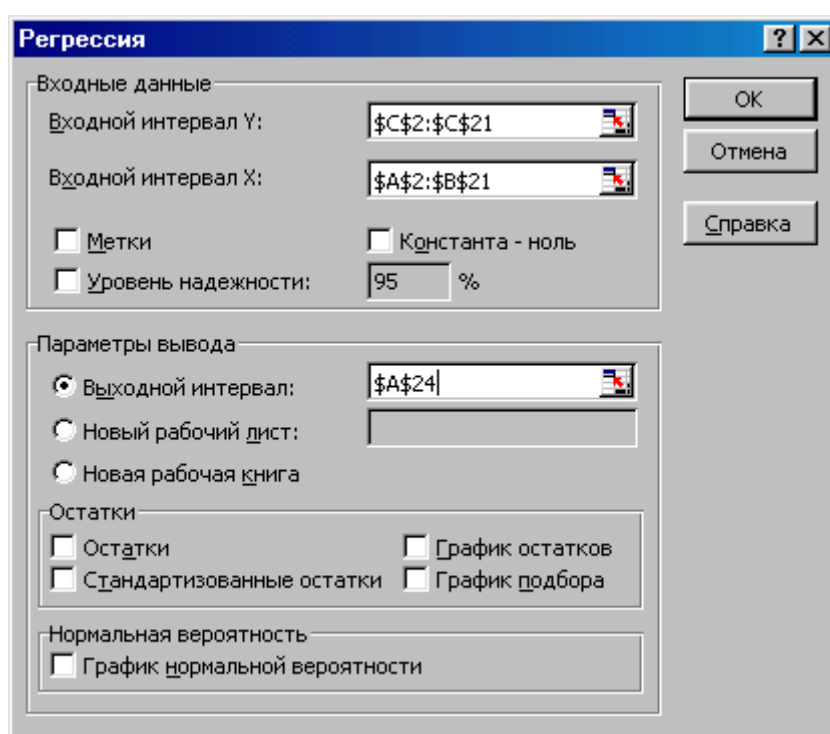 Регрессия
Входные данные
Входной интервал Y: $C$2:$C$21
Входной интервал X: $A$2:$B$21
Метки Константа - ноль
Уровень надежности: 95 %
OK
Отмена
Справка
Параметры вывода
Выходной интервал: $A$24
Новый рабочий лист:
Новая рабочая книга
Остатки
Остатки График остатков
Стандартизованные остатки График подбора
Нормальная вероятность
График нормальной вероятности